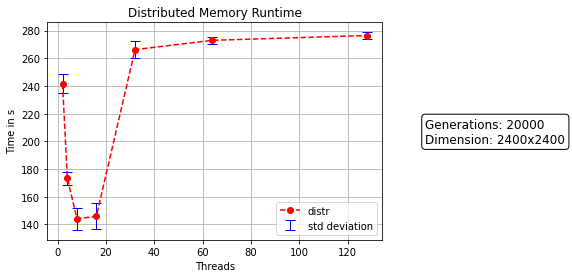 Distributed Memory Runtime
280
260
240
220
200
180
160
140
Time in s
0 20 40 60 80 100 120
Threads
distr
std deviation
Generations: 20000
Dimension: 2400x2400